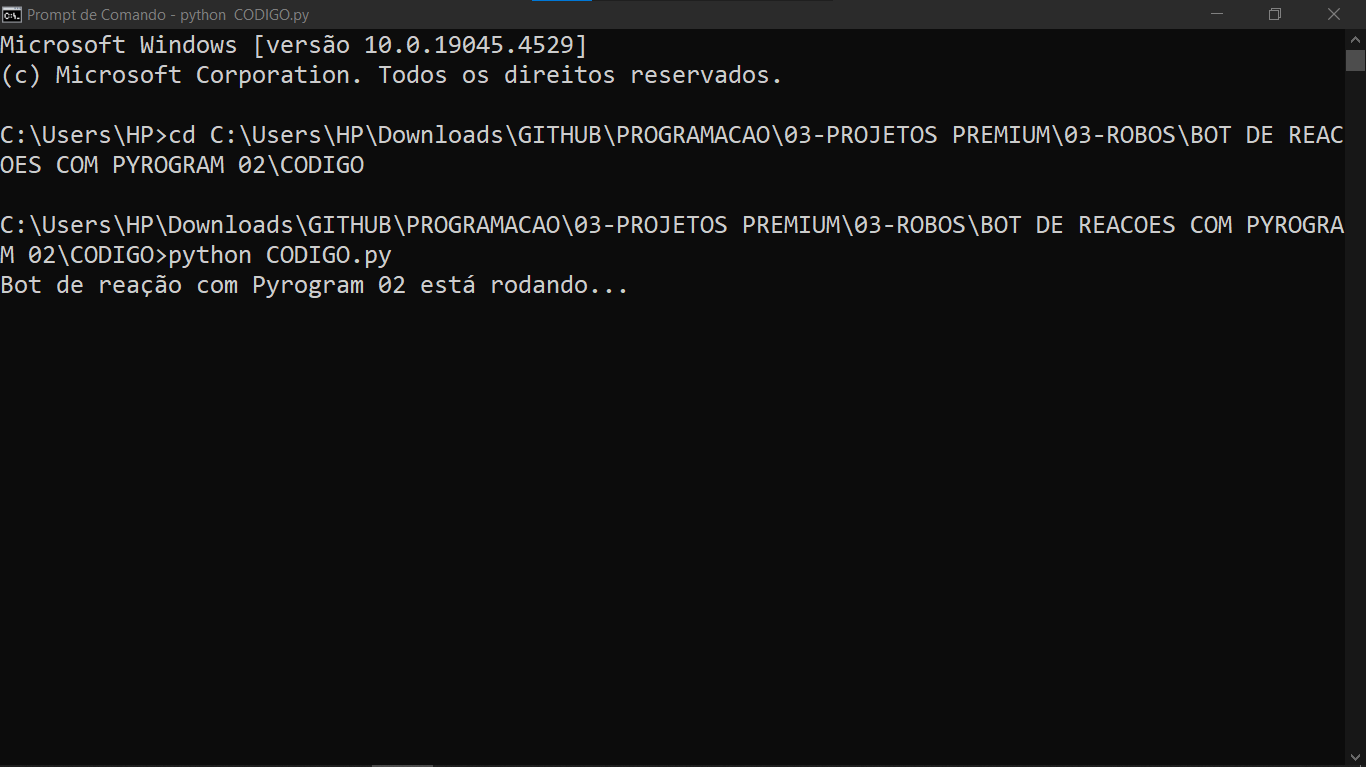 Prompt de Comando - python  CODIGO.py
Microsoft Windows [versão 10.0.19045.4529]
(c) Microsoft Corporation. Todos os direitos reservados.
C:\Users\HP>cd C:\Users\HP\Downloads\GITHUB\PROGRAMACAO\03-PROJETOS PREMIUM\03-ROBOS\BOT DE REAC
OES COM PYROGRAM 02\CODIGO
C:\Users\HP\Downloads\GITHUB\PROGRAMACAO\03-PROJETOS PREMIUM\03-ROBOS\BOT DE REACOES COM PYROGRA
M 02\CODIGO>python CODIGO.py
Bot de reação com Pyrogram 02 está rodando...